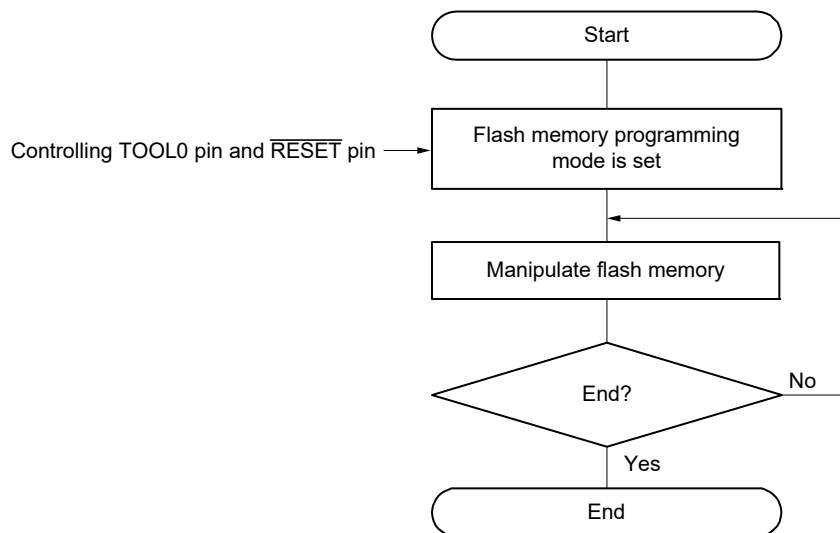 Start
Controlling TOOL0 pin and R̅E̅S̅E̅T̅ pin
Flash memory programming
mode is set
Manipulate flash memory
End?
No
Yes
End